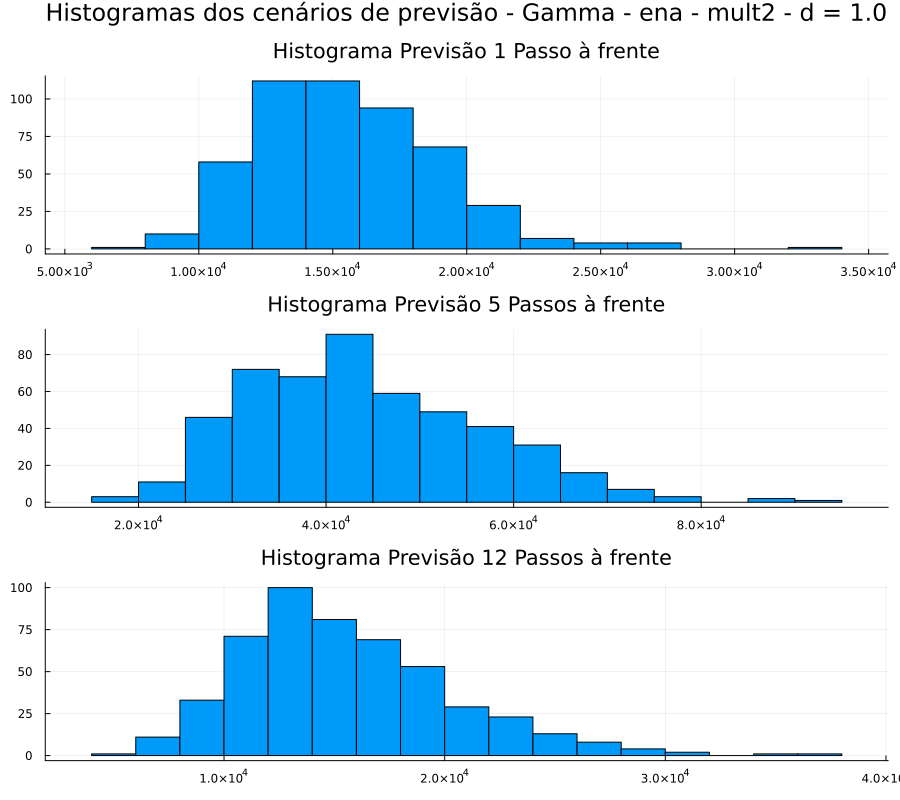 Histogramas dos cenários de previsão - Gamma - ena - mult2 - d = 1.0
Histograma Previsão 1 Passo à frente
100
75
50
25
0
5.00×10³ 1.00×10⁴ 1.50×10⁴ 2.00×10⁴ 2.50×10⁴ 3.00×10⁴ 3.50×10⁴
Histograma Previsão 5 Passos à frente
80
60
40
20
0
2.0×10⁴ 4.0×10⁴ 6.0×10⁴ 8.0×10⁴
Histograma Previsão 12 Passos à frente
100
75
50
25
0
1.0×10⁴ 2.0×10⁴ 3.0×10⁴ 4.0×1